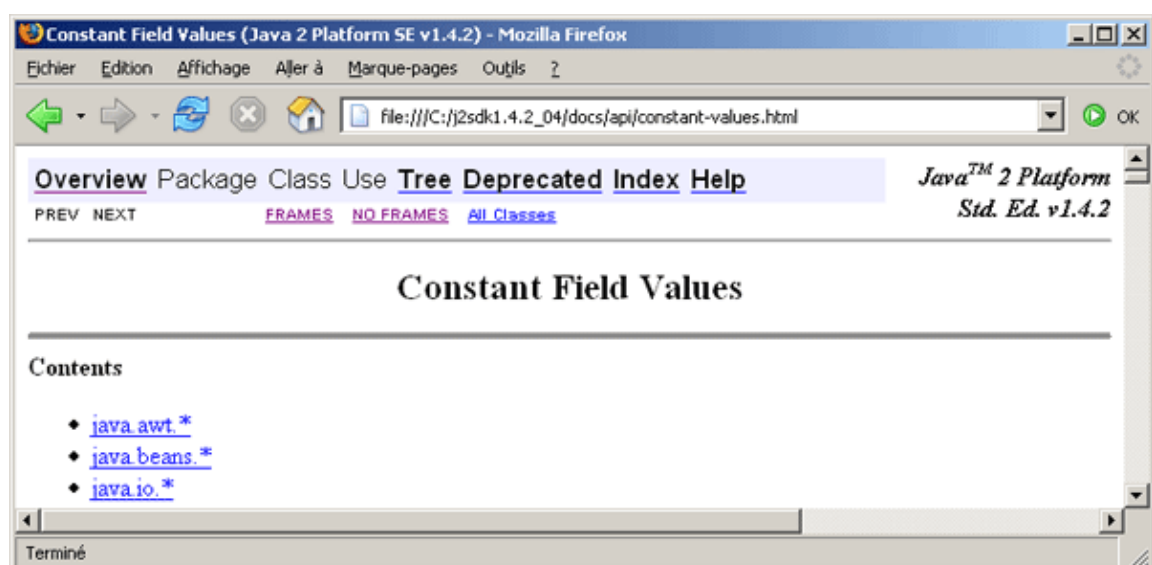 Constant Field Values (Java 2 Platform SE v1.4.2) - Mozilla Firefox
Fichier Edition Affichage Aller à Marque-pages Outils ?
file:///C:/j2sdk1.4.2_04/docs/api/constant-values.html OK
Overview Package Class Use Tree Deprecated Index Help
Java™ 2 Platform
Std. Ed. v1.4.2
PREV NEXT FRAMES NO FRAMES All Classes
Constant Field Values
Contents
java.awt.*
java.beans.*
java.io.*
Terminé